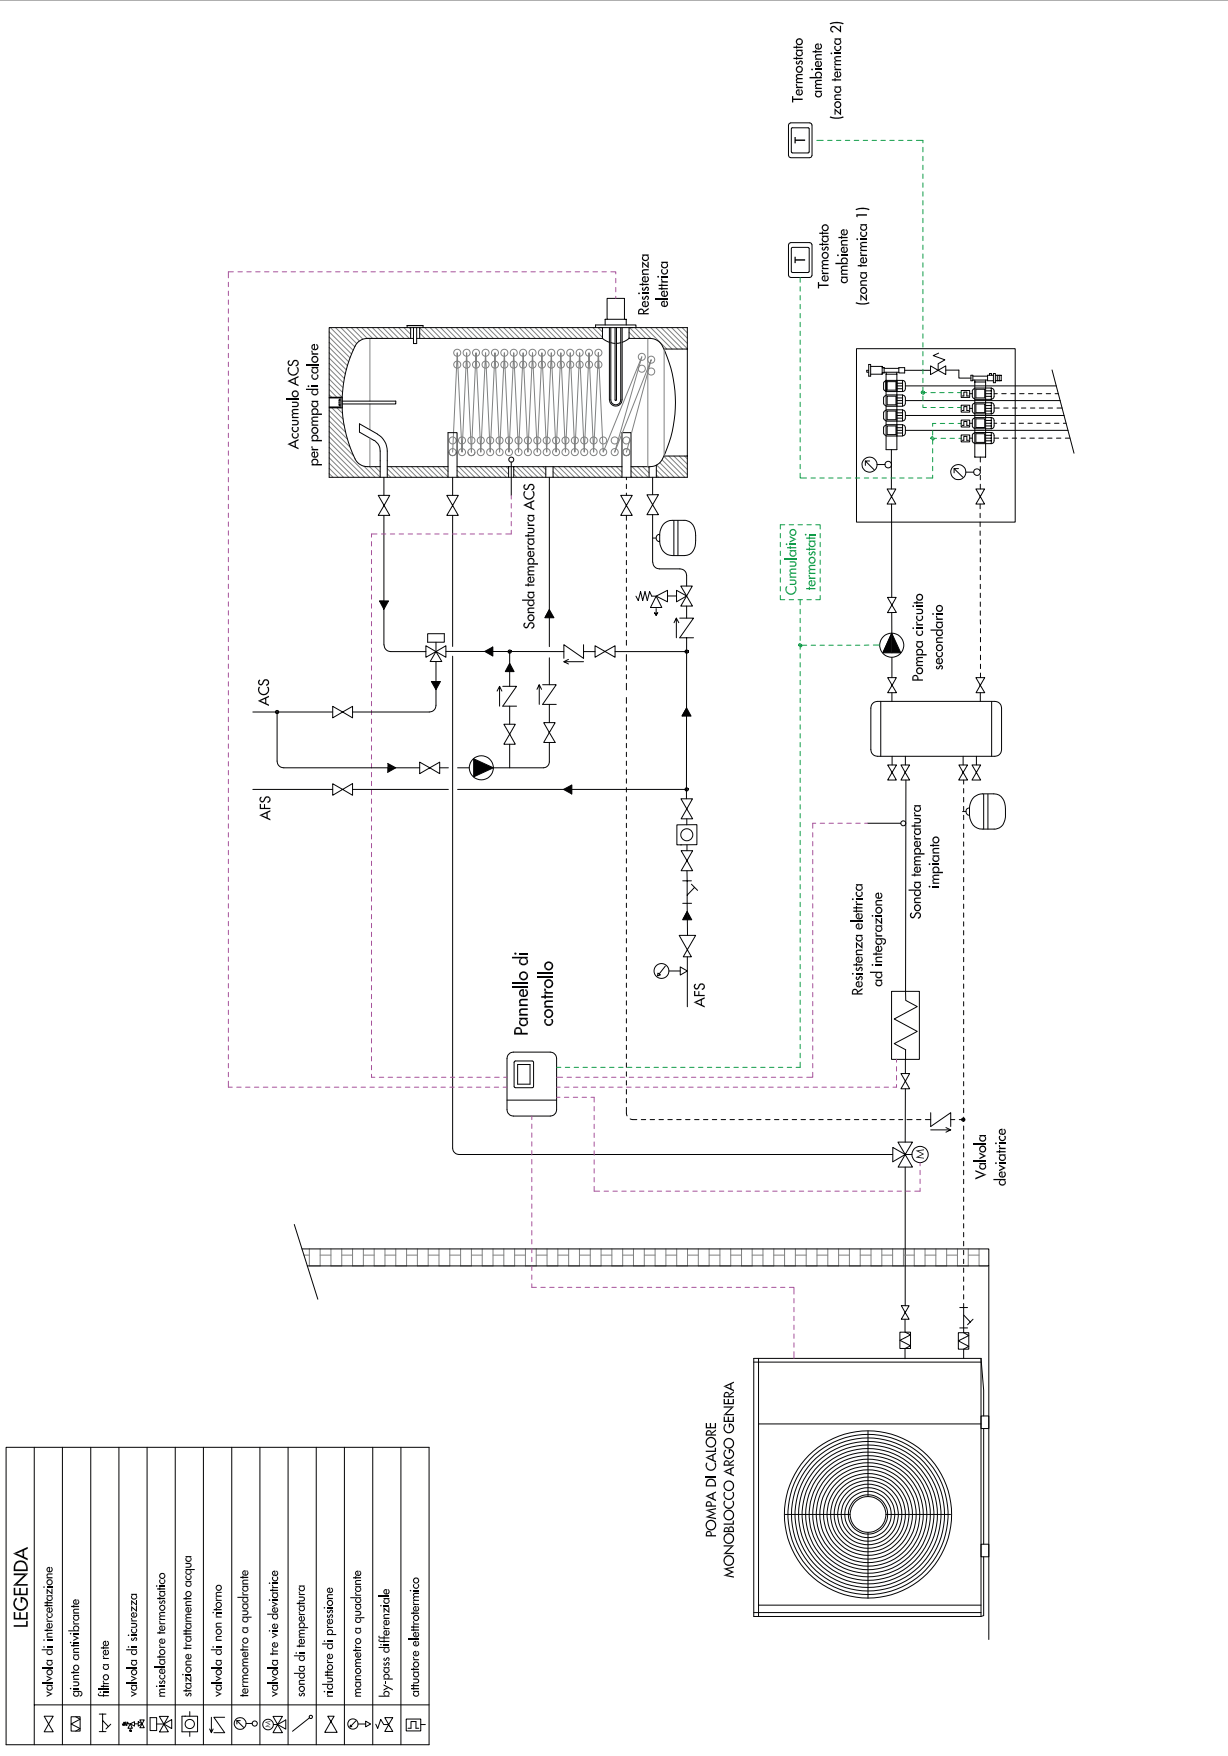 Termostato
ambiente
(zona termica 2)
T
Termostato
ambiente
(zona termica 1)
T
Resistenza
elettrica
Accumulo ACS
per pompa di calore
Sonda temperatura ACS
Cumulativo
termostati
Pompa circuito
secondario
ACS
AFS
Sonda temperatura
impianto
Resistenza elettrica
ad integrazione
Pannello di
controllo
AFS
M
Valvola
deviatrice
POMPA DI CALORE
MONOBLOCCO ARGO GENERA
LEGENDA
valvola di intercettazione
giunto antivibrante
filtro a rete
valvola di sicurezza
miscelatore termostatico
stazione trattamento acqua
valvola di non ritorno
termometro a quadrante
M
valvola tre vie deviatrice
sonda di temperatura
riduttore di pressione
manometro a quadrante
by-pass differenziale
attuatore elettrotermico